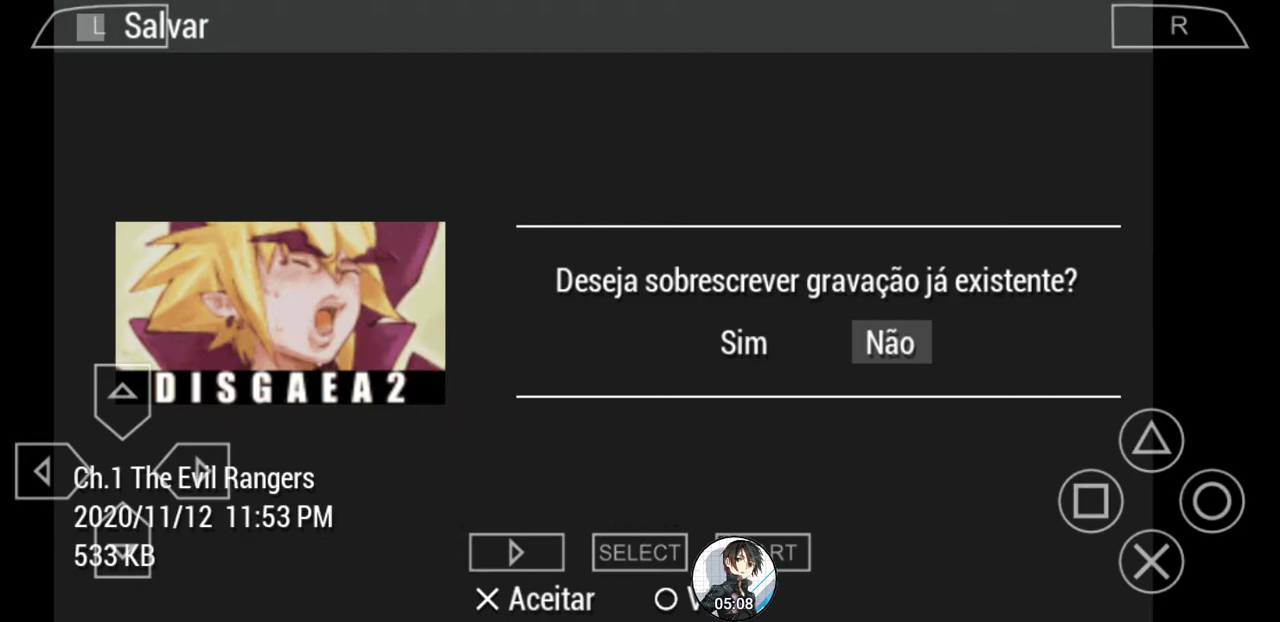 L Salvar
R
Deseja sobrescrever gravação já existente?
Sim Não
DISGAEA2
Ch.1 The Evil Rangers
2020/11/12 11:53 PM
533 KB
SELECT
Aceitar
05:08